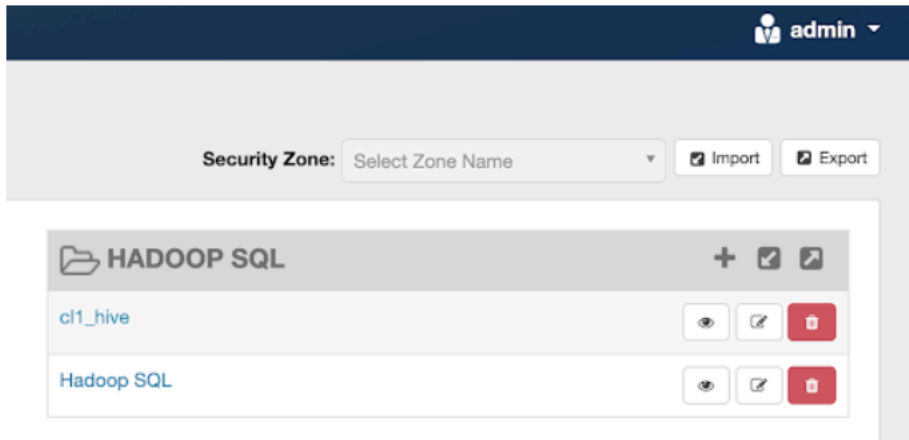 admin
Security Zone: Select Zone Name Import Export
HADOOP SQL
cl1_hive
Hadoop SQL